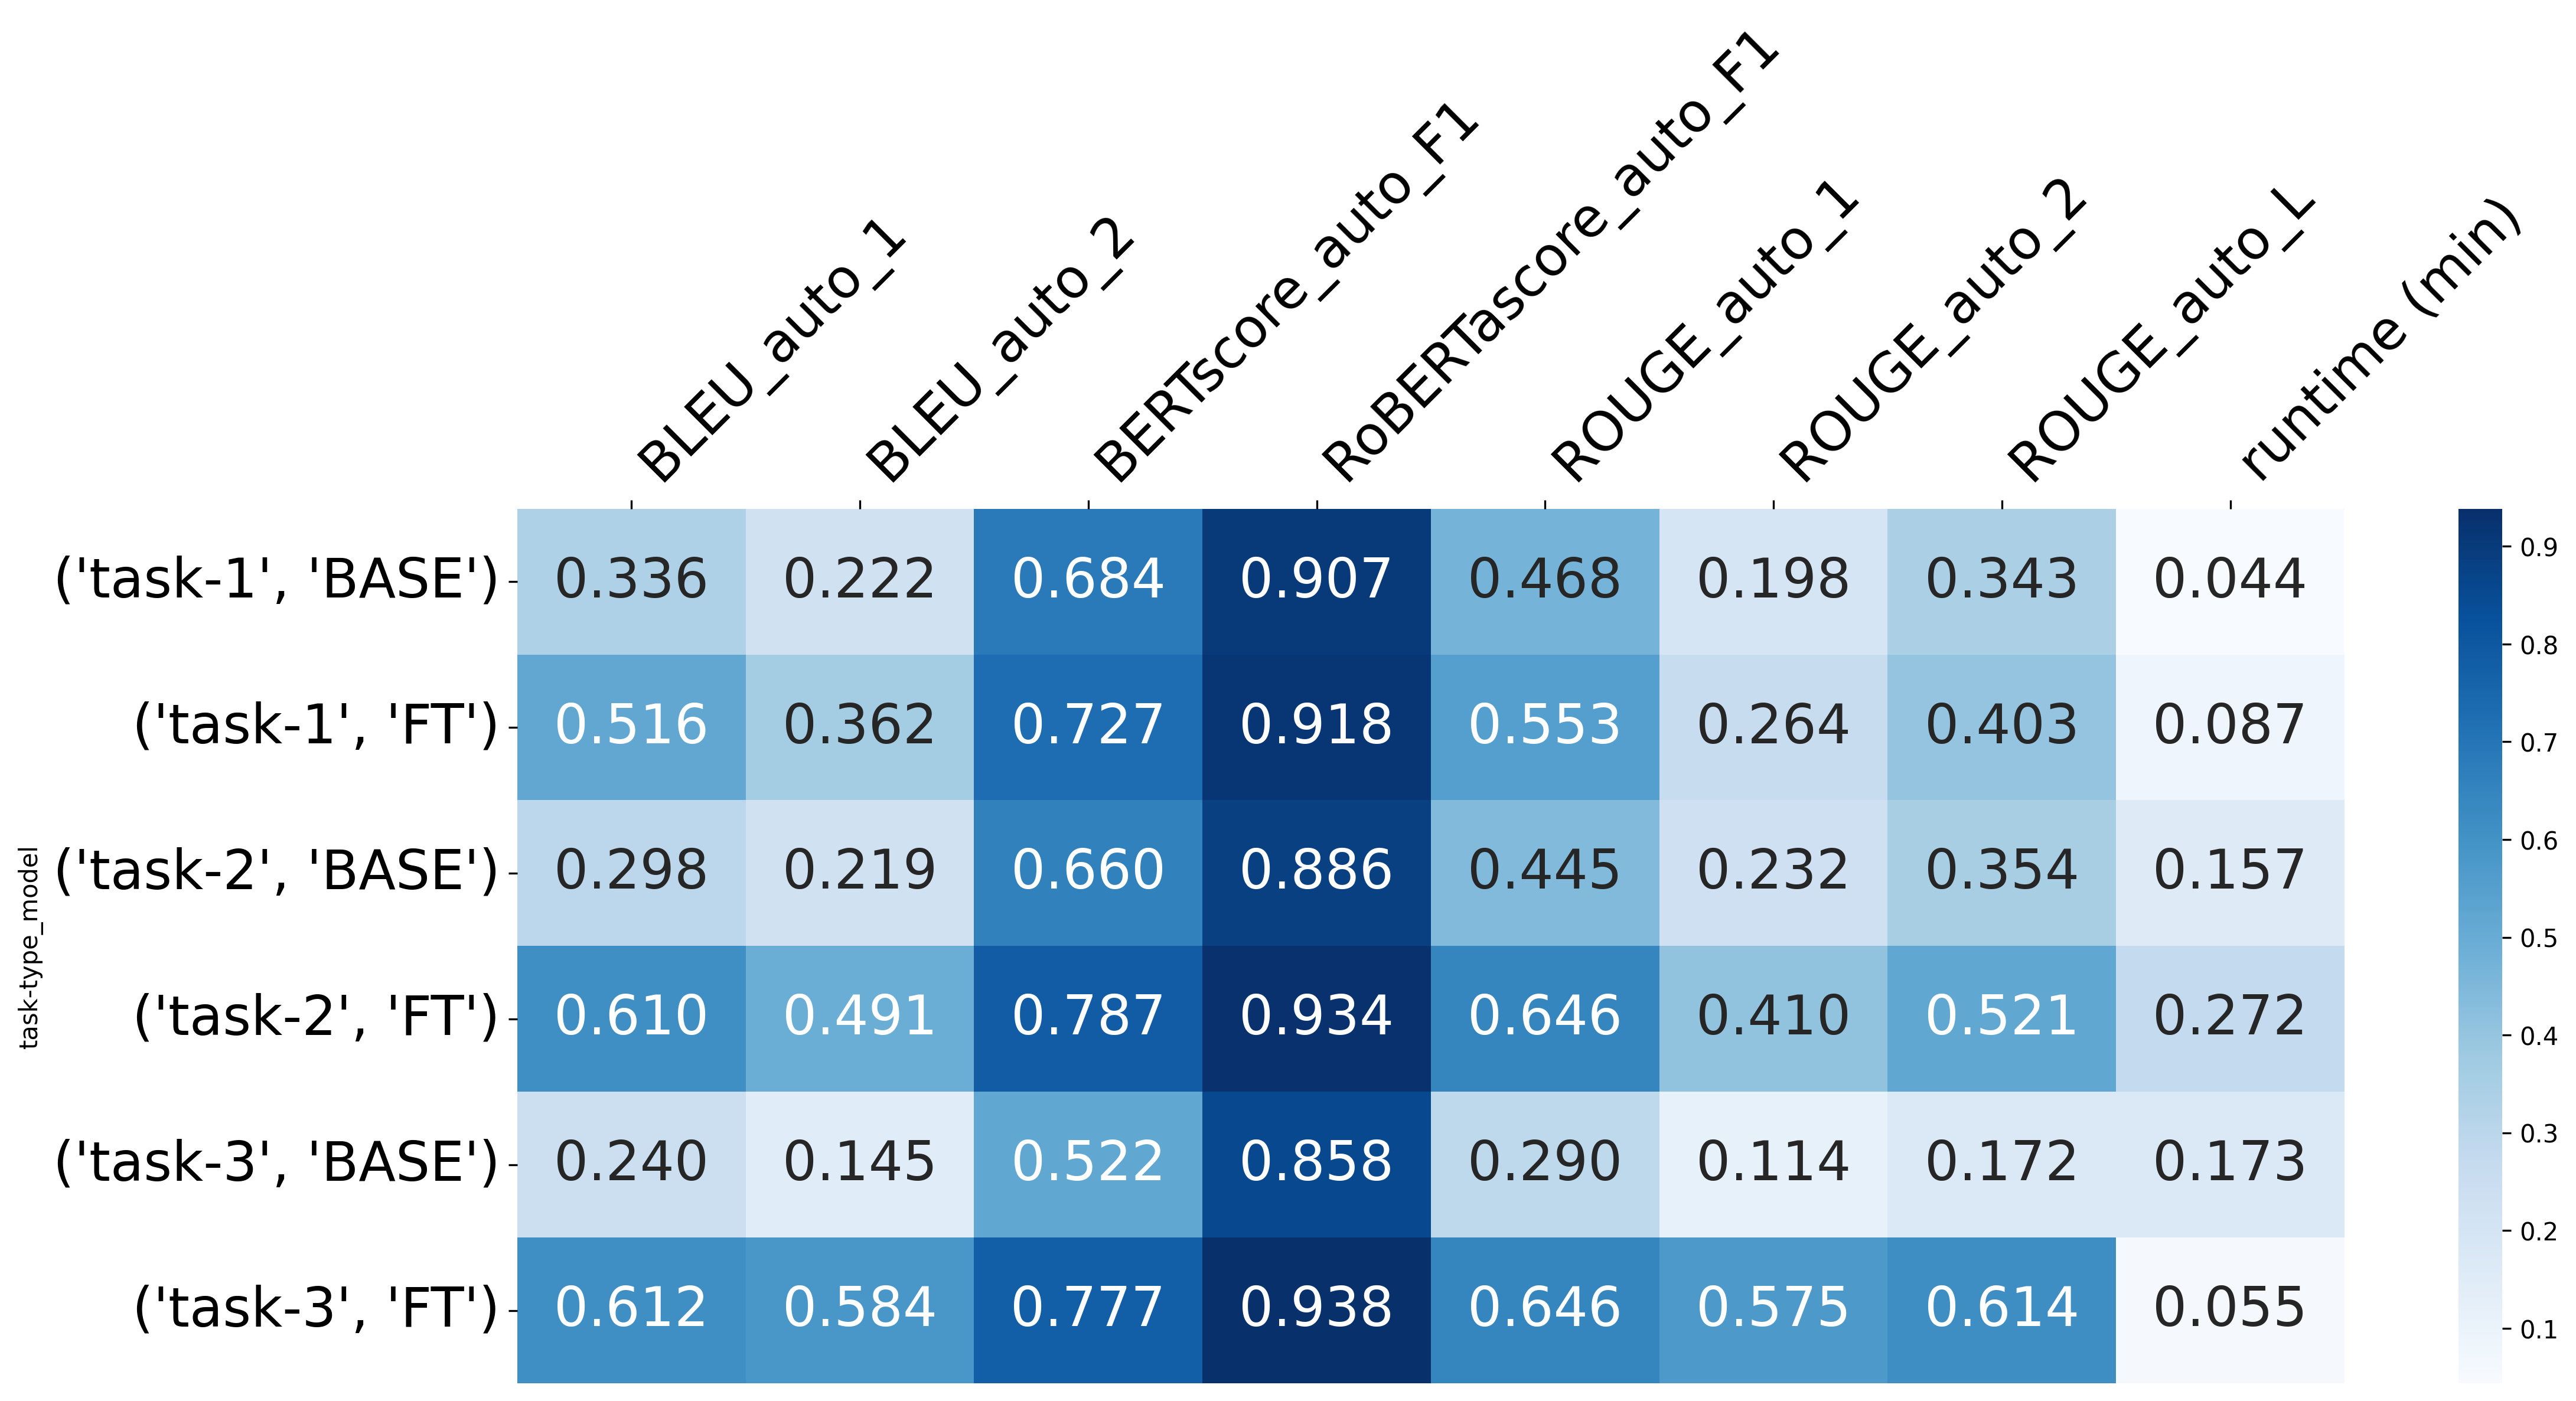 BLEU_auto_1
BLEU_auto_2
BERTscore_auto_F1
RoBERTascore_auto_F1
ROUGE_auto_1
ROUGE_auto_2
ROUGE_auto_L
runtime (min)
task-type_model
('task-1', 'BASE') 0.336 0.222 0.684 0.907 0.468 0.198 0.343 0.044
('task-1', 'FT') 0.516 0.362 0.727 0.918 0.553 0.264 0.403 0.087
('task-2', 'BASE') 0.298 0.219 0.660 0.886 0.445 0.232 0.354 0.157
('task-2', 'FT') 0.610 0.491 0.787 0.934 0.646 0.410 0.521 0.272
('task-3', 'BASE') 0.240 0.145 0.522 0.858 0.290 0.114 0.172 0.173
('task-3', 'FT') 0.612 0.584 0.777 0.938 0.646 0.575 0.614 0.055
0.9
0.8
0.7
0.6
0.5
0.4
0.3
0.2
0.1